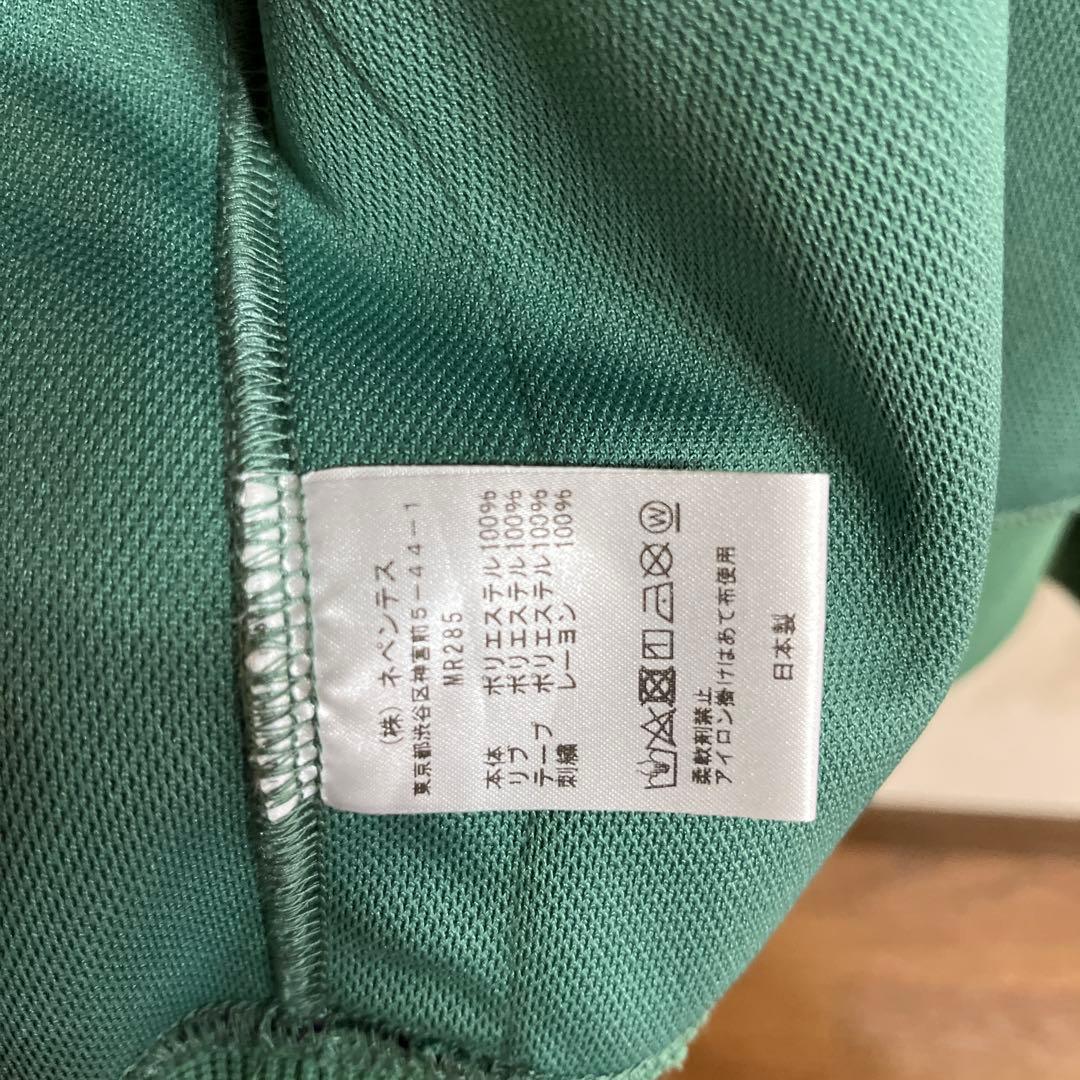 (株)ネペンテス
東京都渋谷区神宮前5-44-1
MR285
本体 ポリエステル100%
リブ ポリエステル100%
テープ ポリエステル100%
刺繍 レーヨン 100%
W
柔軟剤禁止
アイロン掛けはあて布使用
日本製